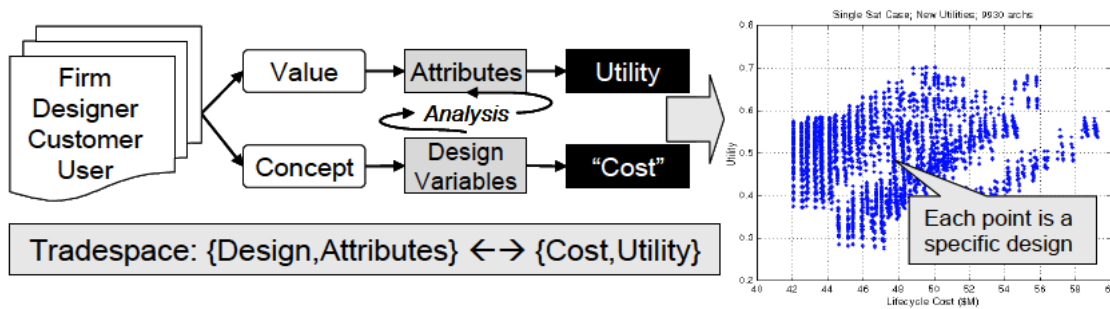 Firm
Designer
Customer
User
Value
Attributes
Utility
Analysis
Concept
Design
Variables
“Cost”
Tradespace: {Design,Attributes} ←→ {Cost,Utility}
Single Sat Case; New Utilities; 9930 archs
Utility
0.8
0.7
0.6
0.5
0.4
0.3
0.2
Each point is a
specific design
40 42 44 46 48 50 52 54 56 58
Lifecycle Cost ($M)